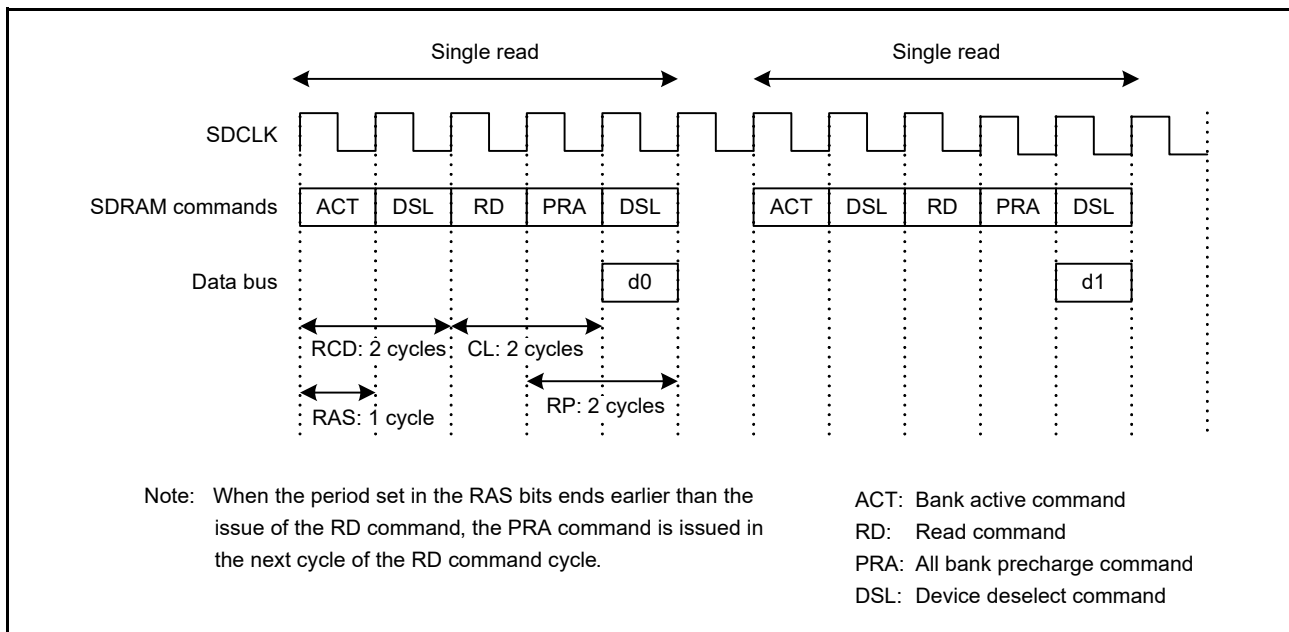 Single read Single read
SDCLK
SDRAM commands ACT DSL RD PRA DSL ACT DSL RD PRA DSL
Data bus d0 d1
RCD: 2 cycles CL: 2 cycles
RAS: 1 cycle RP: 2 cycles
Note: When the period set in the RAS bits ends earlier than the
issue of the RD command, the PRA command is issued in
the next cycle of the RD command cycle.
ACT: Bank active command
RD: Read command
PRA: All bank precharge command
DSL: Device deselect command